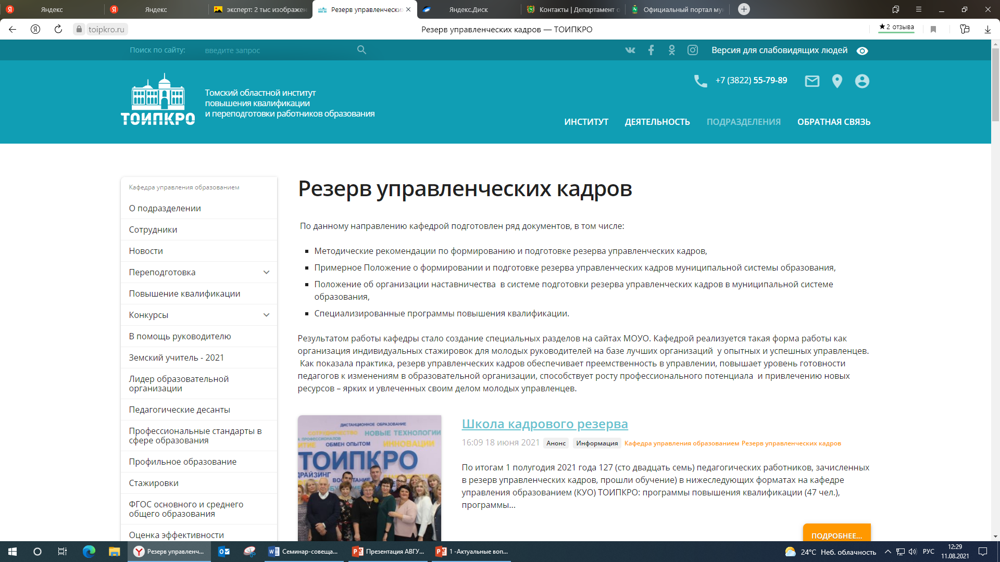 Яндекс
Яндекс
эксперт: 2 тыс изображен
Резерв управленчески
Яндекс.Диск
Контакты | Департамент о
Официальный портал му
toipkro.ru
Резерв управленческих кадров — ТОИПКРО
★2 отзыва
Поиск по сайту:
введите запрос
Версия для слабовидящих людей
+7 (3822) 55-79-89
ТОИПКРО
Томский областной институт
повышения квалификации
и переподготовки работников образования
ИНСТИТУТ
ДЕЯТЕЛЬНОСТЬ
ПОДРАЗДЕЛЕНИЯ
ОБРАТНАЯ СВЯЗЬ
Кафедра управления образованием
О подразделении
Сотрудники
Новости
Переподготовка
Повышение квалификации
Конкурсы
В помощь руководителю
Земский учитель - 2021
Лидер образовательной
организации
Педагогические десанты
Профессиональные стандарты в
сфере образования
Профильное образование
Стажировки
ФГОС основного и среднего
общего образования
Оценка эффективности
Резерв управленческих кадров
По данному направлению кафедрой подготовлен ряд документов, в том числе:
Методические рекомендации по формированию и подготовке резерва управленческих кадров,
Примерное Положение о формировании и подготовке резерва управленческих кадров муниципальной системы образования,
Положение об организации наставничества в системе подготовки резерва управленческих кадров в муниципальной системе
образования,
Специализированные программы повышения квалификации.
Результатом работы кафедры стало создание специальных разделов на сайтах МОУО. Кафедрой реализуется такая форма работы как
организация индивидуальных стажировок для молодых руководителей на базе лучших организаций у опытных и успешных управленцев.
Как показала практика, резерв управленческих кадров обеспечивает преемственность в управлении, повышает уровень готовности
педагогов к изменениям в образовательной организации, способствует росту профессионального потенциала и привлечению новых
ресурсов – ярких и увлеченных своим делом молодых управленцев.
ДИСТАНЦИОННОЕ ОБРАЗОВАНИЕ
СОТРУДНИЧЕСТВО НОВЫЕ ТЕХНОЛОГИИ
ПРОФЕССИОНАЛОВ
ИТИЕ ОБМЕН ОПЫТОМ ИННОВАЦИИ
ТОИПКРО
ДРАЙЗИНГ
Школа кадрового резерва
16:09 18 июня 2021 Анонс Информация Кафедра управления образованием Резерв управленческих кадров
По итогам 1 полугодия 2021 года 127 (сто двадцать семь) педагогических работников, зачисленных
в резерв управленческих кадров, прошли обучение) в нижеследующих форматах на кафедре
управления образованием (КУО) ТОИПКРО: программы повышения квалификации (47 чел.),
программы...
ПОДРОБНЕЕ...
Резерв управленч...
Семинар-совеща...
Презентация АВГУ...
1 -Актуальные воп...
24°C Неб. облачность
РУС
12:29
11.08.2021